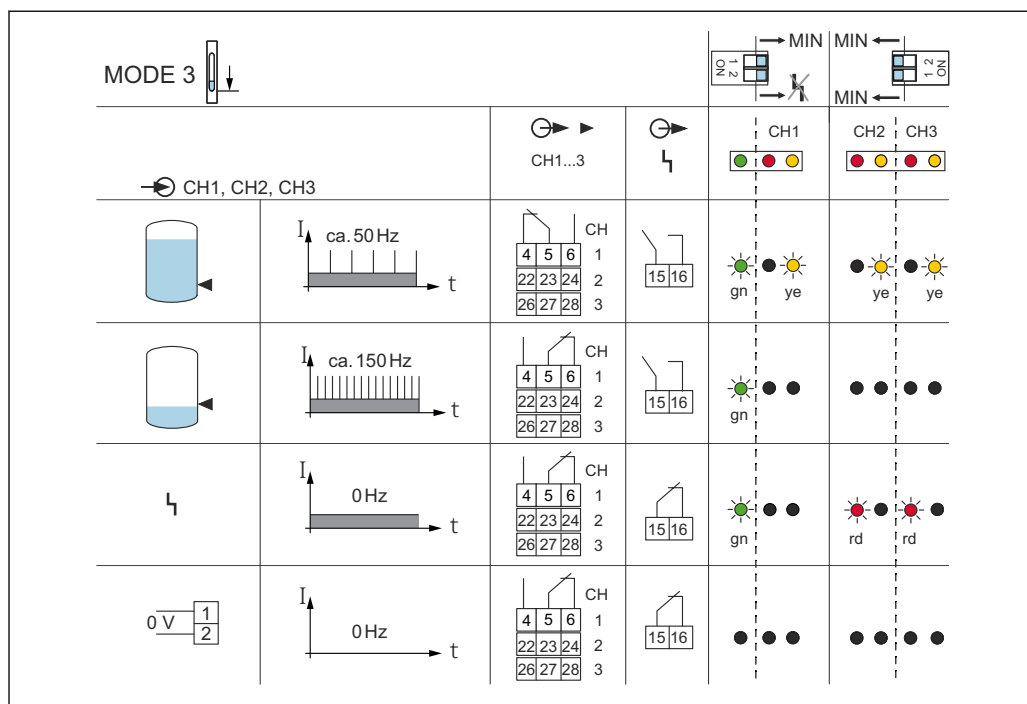 MODE 3
1 2
ON
MIN
MIN
MIN
1 2
ON
CH1, CH2, CH3
CH1...3
CH1
CH2
CH3
I
ca. 50 Hz
t
CH
4 5 6 1
22 23 24 2
26 27 28 3
15 16
gn
ye
ye
ye
I
ca. 150 Hz
t
CH
4 5 6 1
22 23 24 2
26 27 28 3
15 16
gn
I
0 Hz
t
CH
4 5 6 1
22 23 24 2
26 27 28 3
15 16
gn
rd
rd
0 V
1
2
I
0 Hz
t
CH
4 5 6 1
22 23 24 2
26 27 28 3
15 16